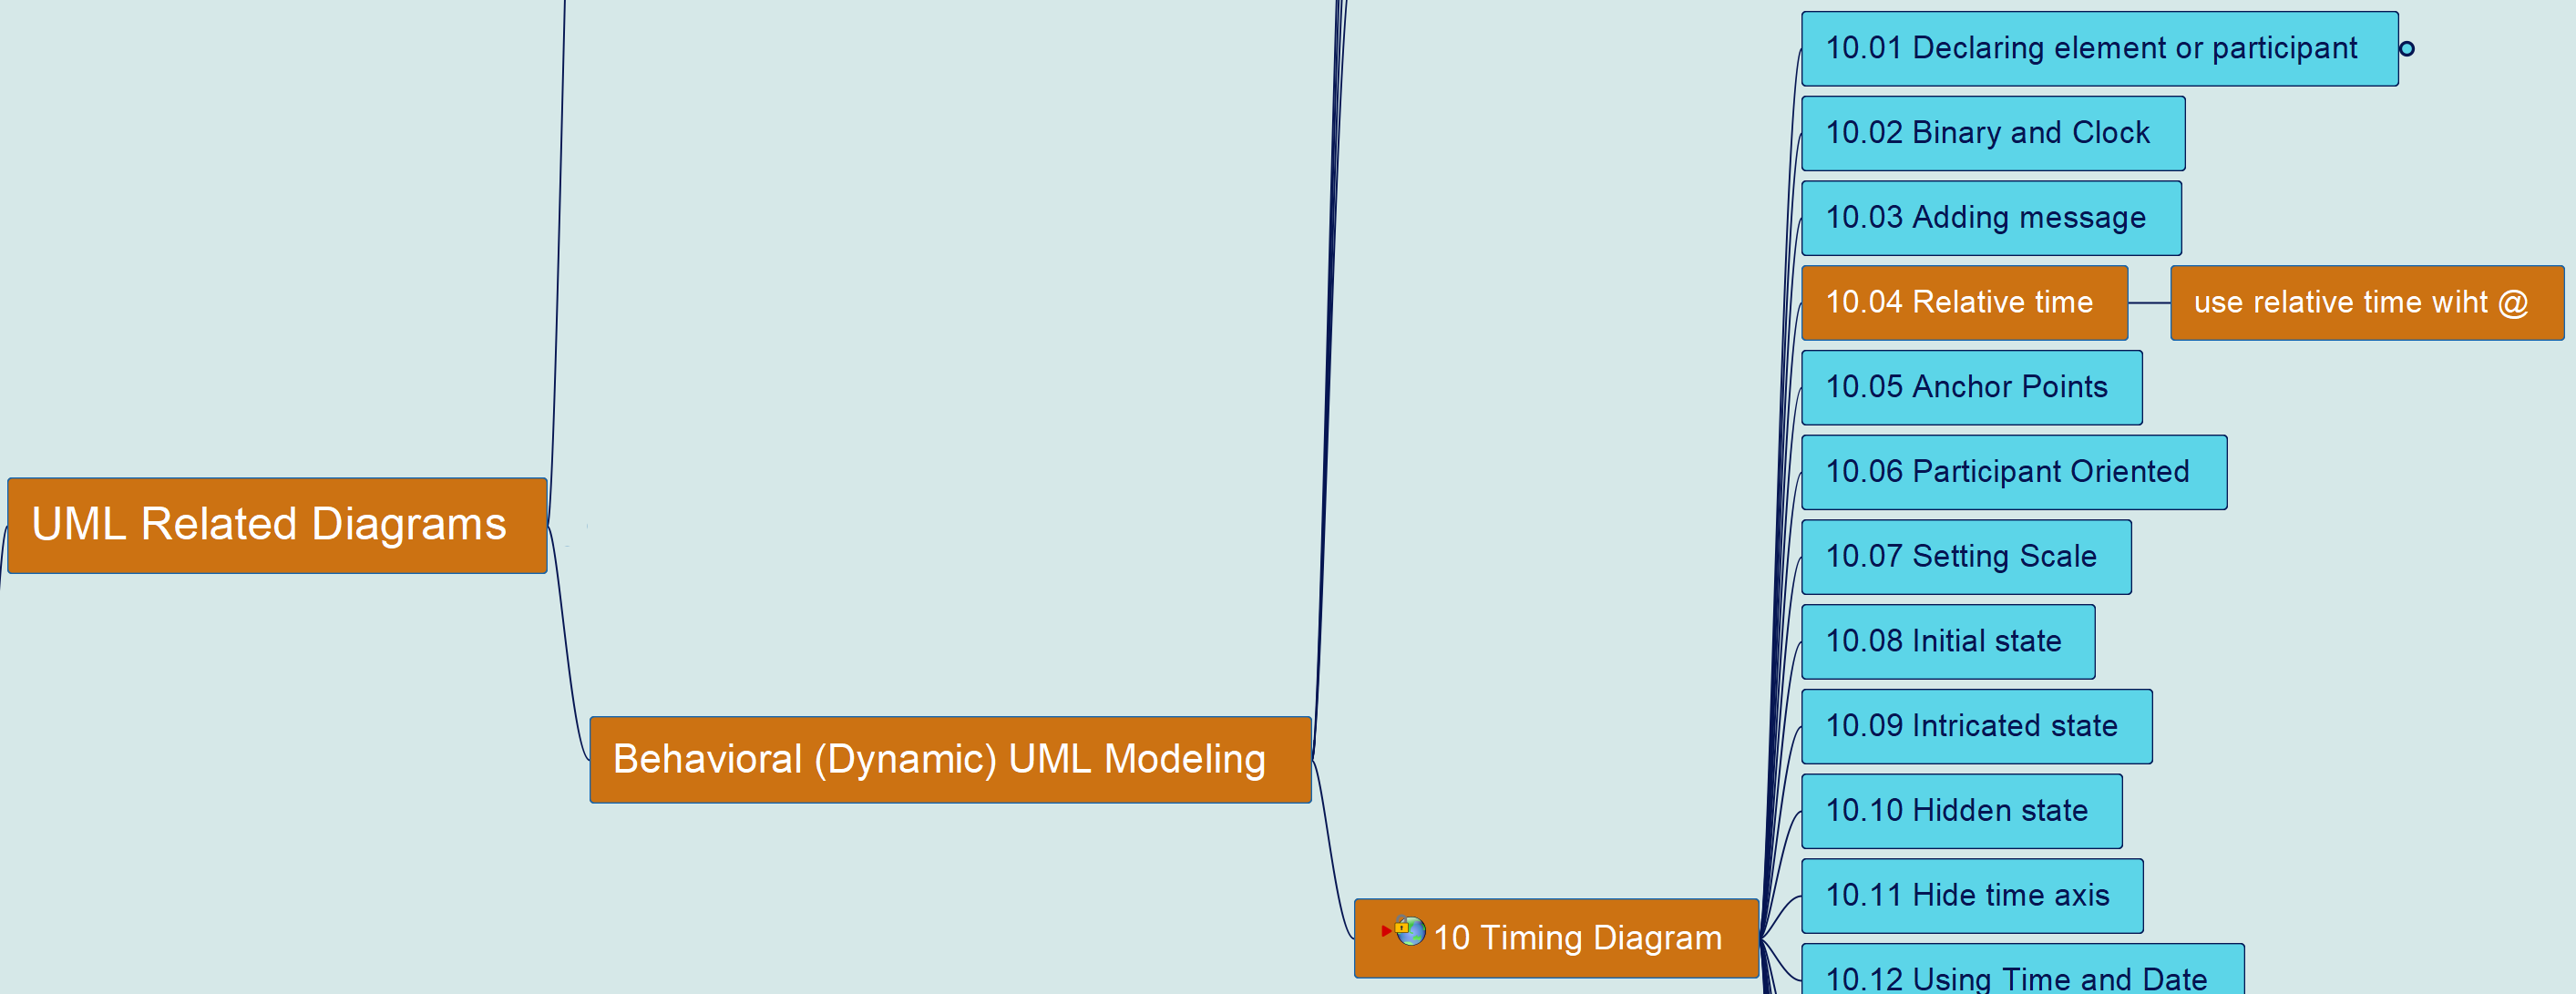 UML Related Diagrams
Behavioral (Dynamic) UML Modeling
10 Timing Diagram
10.01 Declaring element or participant
10.02 Binary and Clock
10.03 Adding message
10.04 Relative time
use relative time wiht @
10.05 Anchor Points
10.06 Participant Oriented
10.07 Setting Scale
10.08 Initial state
10.09 Intricated state
10.10 Hidden state
10.11 Hide time axis
10.12 Using Time and Date